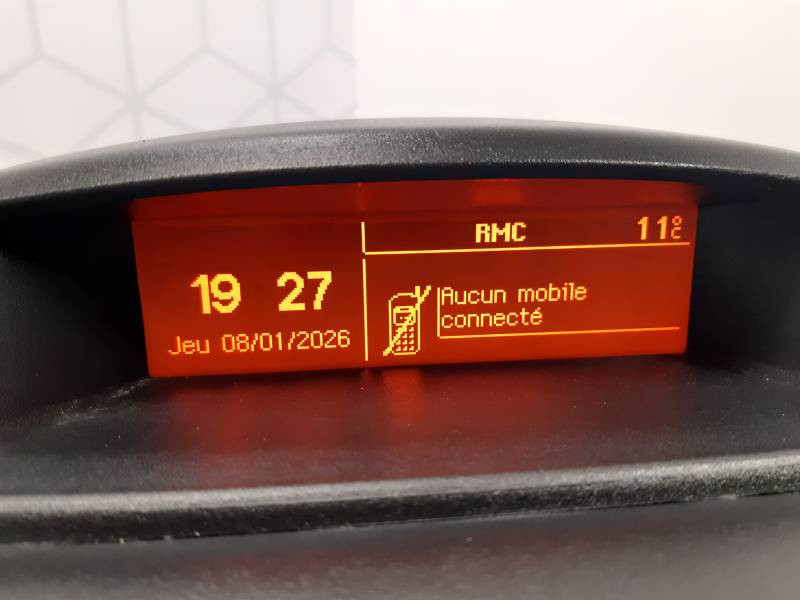 RMC 11°C
19 27
Jeu 08/01/2026
Aucun mobile
connecté